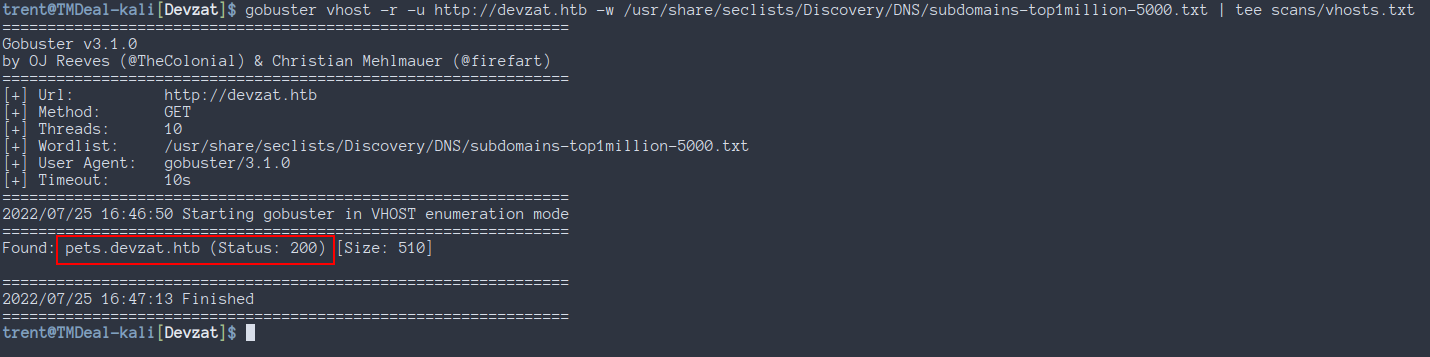 trent@TMDeal-kali[Devzat]$ gobuster vhost -r -u http://devzat.htb -w /usr/share/seclists/Discovery/DNS/subdomains-top1million-5000.txt | tee scans/vhosts.txt
===============================================================
Gobuster v3.1.0
by OJ Reeves (@TheColonial) & Christian Mehlmauer (@firefart)
===============================================================
[+] Url:          http://devzat.htb
[+] Method:       GET
[+] Threads:      10
[+] Wordlist:     /usr/share/seclists/Discovery/DNS/subdomains-top1million-5000.txt
[+] User Agent:   gobuster/3.1.0
[+] Timeout:      10s
===============================================================
2022/07/25 16:46:50 Starting gobuster in VHOST enumeration mode
===============================================================
Found: pets.devzat.htb (Status: 200) [Size: 510]
===============================================================
2022/07/25 16:47:13 Finished
===============================================================
trent@TMDeal-kali[Devzat]$